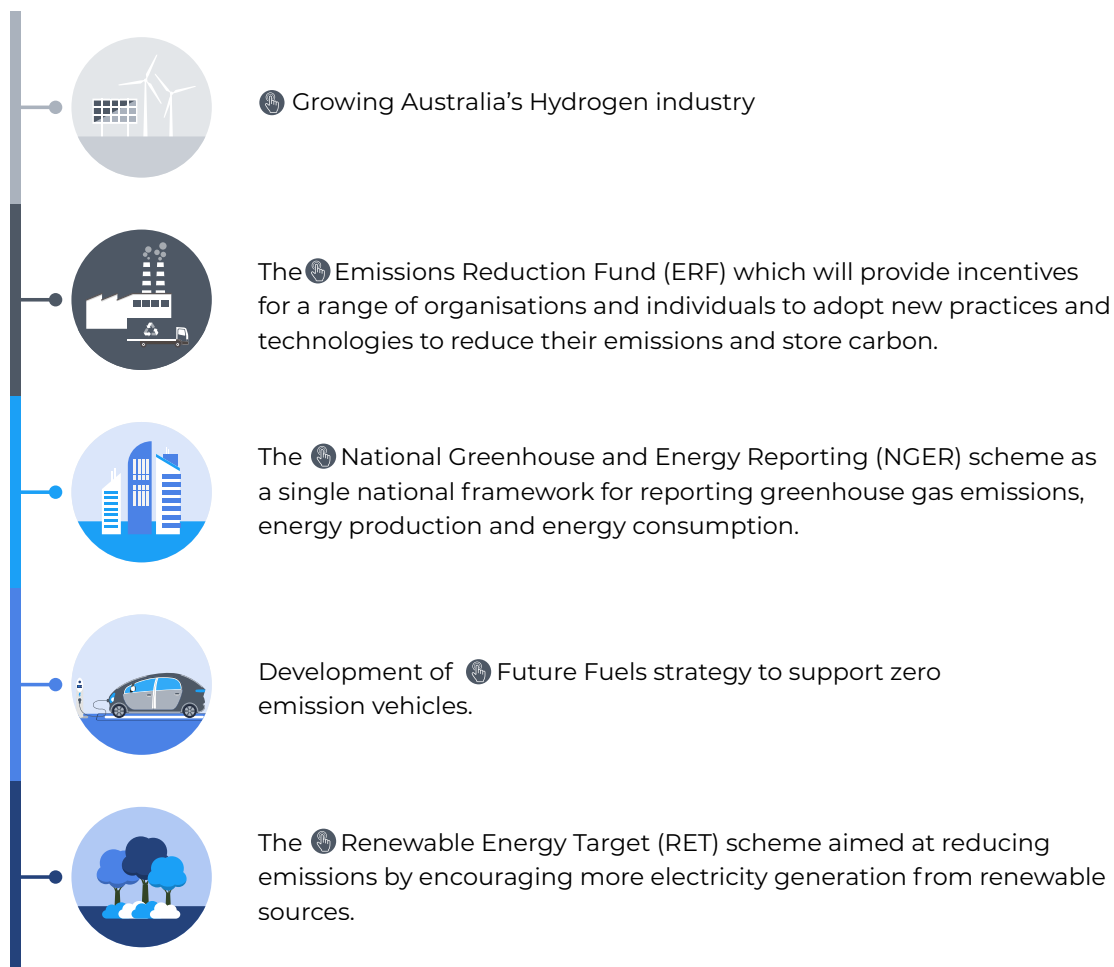 Growing Australia’s Hydrogen industry
The Emissions Reduction Fund (ERF) which will provide incentives
for a range of organisations and individuals to adopt new practices and
technologies to reduce their emissions and store carbon.
The National Greenhouse and Energy Reporting (NGER) scheme as
a single national framework for reporting greenhouse gas emissions,
energy production and energy consumption.
Development of Future Fuels strategy to support zero
emission vehicles.
The Renewable Energy Target (RET) scheme aimed at reducing
emissions by encouraging more electricity generation from renewable
sources.